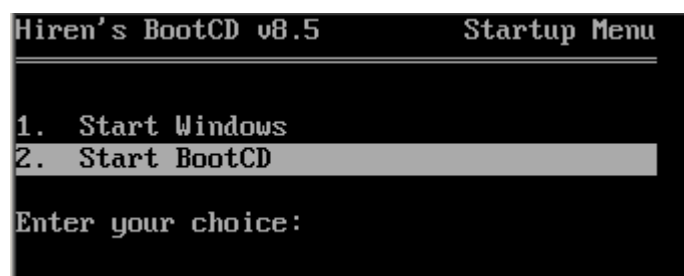 Hiren's BootCD v8.5 Startup Menu
1. Start Windows
2. Start BootCD
Enter your choice: